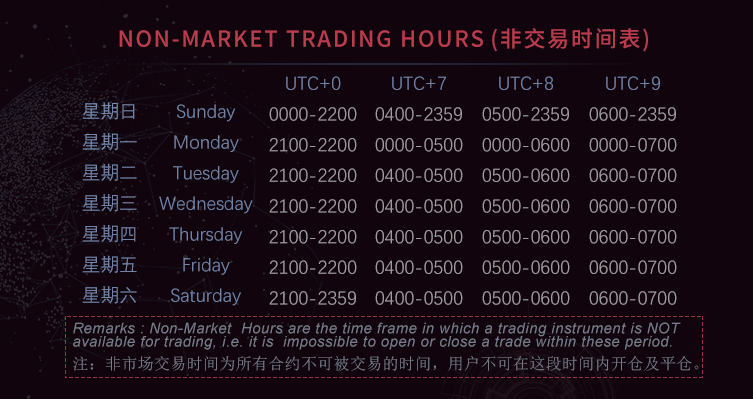 NON-MARKET TRADING HOURS (非交易时间表)
UTC+0 UTC+7 UTC+8 UTC+9
星期日 Sunday 0000-2200 0400-2359 0500-2359 0600-2359
星期一 Monday 2100-2200 0000-0500 0000-0600 0000-0700
星期二 Tuesday 2100-2200 0400-0500 0500-0600 0600-0700
星期三 Wednesday 2100-2200 0400-0500 0500-0600 0600-0700
星期四 Thursday 2100-2200 0400-0500 0500-0600 0600-0700
星期五 Friday 2100-2200 0400-0500 0500-0600 0600-0700
星期六 Saturday 2100-2359 0400-0500 0500-0600 0600-0700
Remarks : Non-Market Hours are the time frame in which a trading instrument is NOT
available for trading, i.e. it is impossible to open or close a trade within these period.
注：非市场交易时间为所有合约不可被交易的时间，用户不可在这段时间内开仓及平仓。